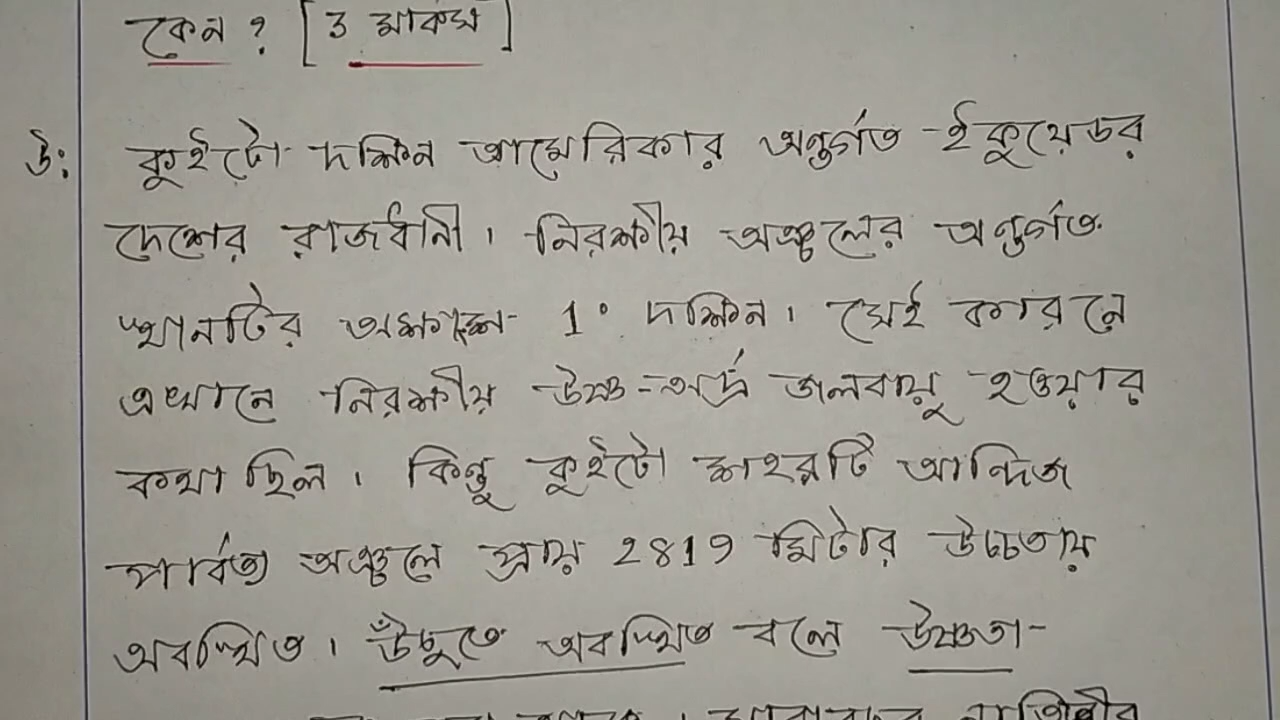 কেন ? [ 3 মার্কস ]
উঃ কুইটো দক্ষিন আমেরিকার অন্তর্গত ইকুয়েডর
দেশের রাজধানী । নিরক্ষীয় অঞ্চলের অন্তর্গত
স্থানটির অক্ষাংশ 1° দক্ষিন । সেই কারনে
এখানে নিরক্ষীয় উষ্ণ-আর্দ্র জলবায়ু হওয়ার
কথা ছিল । কিন্তু কুইটো শহরটি আন্দিজ
পার্বত্য অঞ্চলে প্রায় 2819 মিটার উচ্চতায়
অবস্থিত । উঁচুতে অবস্থিত বলে উষ্ণতা